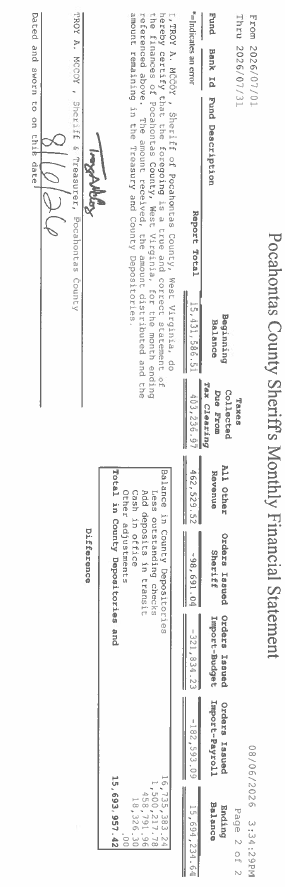 Pocahontas County Sheriff's Monthly Financial Statement
From 2026/07/01
Thru 2026/07/31
08/06/2026 3:34:29PM
Page 2 of 2
Fund Bank Id Fund Description Beginning Balance Taxes Collected Due From Tax Clearing All Other Revenue Orders Issued Sheriff Orders Issued Import-Budget Orders Issued Import-Payroll Ending Balance
Report Total 15,431,586.51 403,236.97 462,529.52 -98,691.04 -321,834.23 -182,593.09 15,694,234.64
*=Indicates an error
I, TROY A. MCCOY , Sheriff of Pocahontas County, West Virginia, do
hereby certify that the foregoing is a true and correct statement of
the finances of Pocahontas County, West Virginia, for the month ending
referenced above. The amount received, the amount distributed and the
amount remaining in the Treasury and County Depositories.
TROY A. MCCOY , Sheriff & Treasurer, Pocahontas County
8/6/26
Dated and sworn to on this date
Balance in County Depositories 16,735,383.24
Less outstanding checks 1,500,217.78
Add deposits in transit 458,791.96
Cash in office 18,326.30
Other adjustments .00
Total in County Depositories and 15,693,957.42
Difference